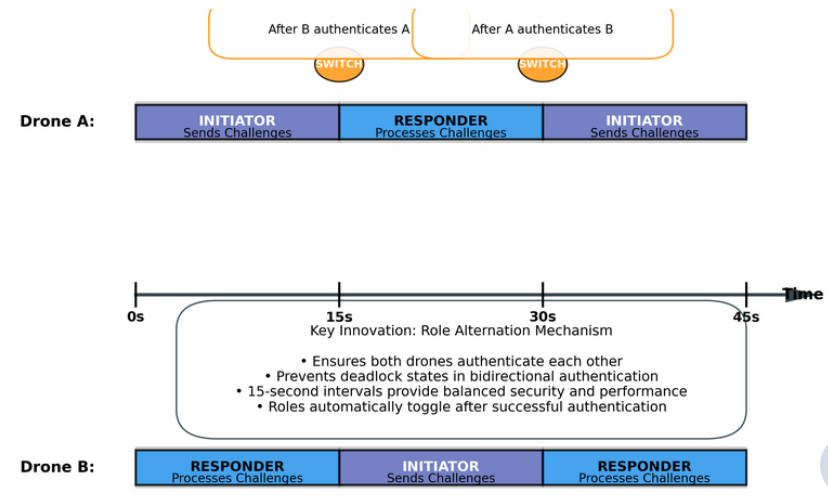 After B authenticates A
After A authenticates B
SWITCH
SWITCH
Drone A:
INITIATOR
Sends Challenges
RESPONDER
Processes Challenges
INITIATOR
Sends Challenges
Time
0s
15s
30s
45s
Key Innovation: Role Alternation Mechanism
• Ensures both drones authenticate each other
• Prevents deadlock states in bidirectional authentication
• 15-second intervals provide balanced security and performance
• Roles automatically toggle after successful authentication
Drone B:
RESPONDER
Processes Challenges
INITIATOR
Sends Challenges
RESPONDER
Processes Challenges